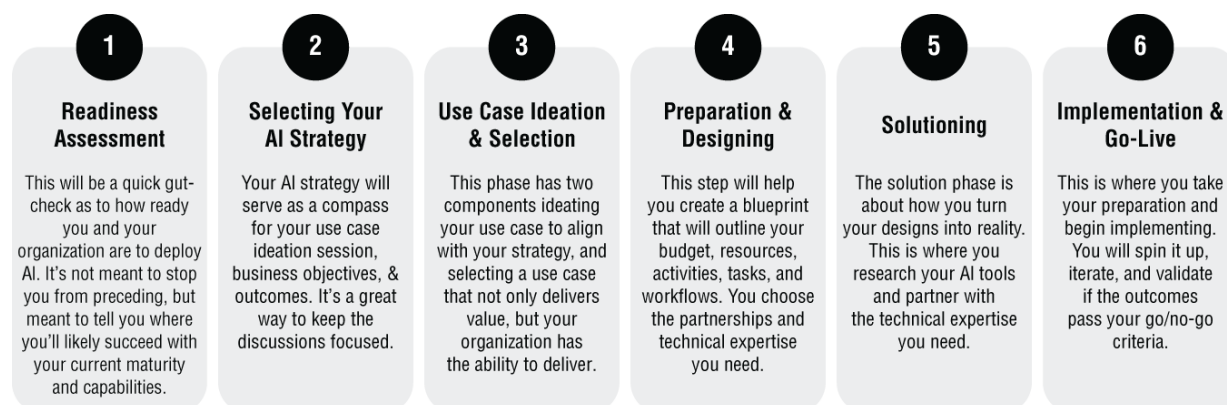 1
Readiness
Assessment
This will be a quick gut-
check as to how ready
you and your
organization are to deploy
AI. It's not meant to stop
you from preceding, but
meant to tell you where
you'll likely succeed with
your current maturity
and capabilities.
2
Selecting Your
AI Strategy
Your AI strategy will
serve as a compass
for your use case
ideation session,
business objectives, &
outcomes. It's a great
way to keep the
discussions focused.
3
Use Case Ideation
& Selection
This phase has two
components ideating
your use case to align
with your strategy, and
selecting a use case
that not only delivers
value, but your
organization has
the ability to deliver.
4
Preparation &
Designing
This step will help
you create a blueprint
that will outline your
budget, resources,
activities, tasks, and
workflows. You choose
the partnerships and
technical expertise
you need.
5
Solutioning
The solution phase is
about how you turn
your designs into reality.
This is where you
research your AI tools
and partner with
the technical expertise
you need.
6
Implementation &
Go-Live
This is where you take
your preparation and
begin implementing.
You will spin it up,
iterate, and validate
if the outcomes
pass your go/no-go
criteria.